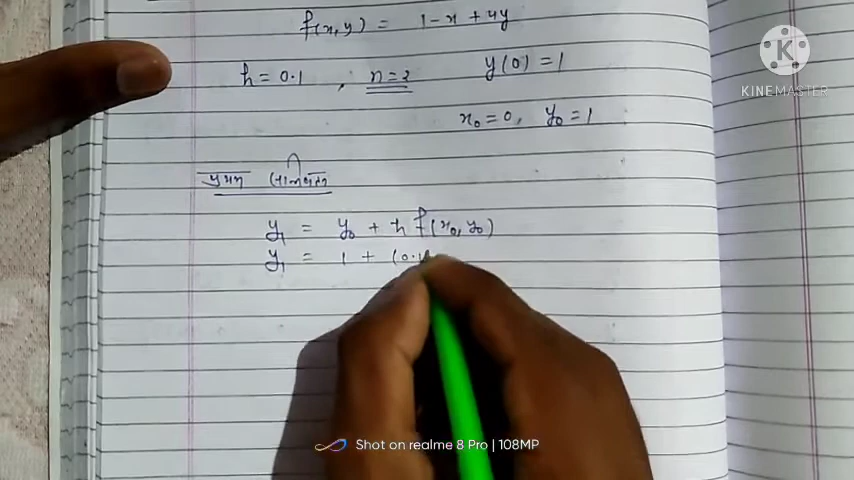 f(x,y) = 1-x+4y
h = 0.1 , n=2 y(0) = 1
x₀=0, y₀=1
प्रथम
y₁ = y₀ + h f(x₀, y₀)
y₁ = 1 + (0.1
K
KINEMASTER
Shot on realme 8 Pro | 108MP